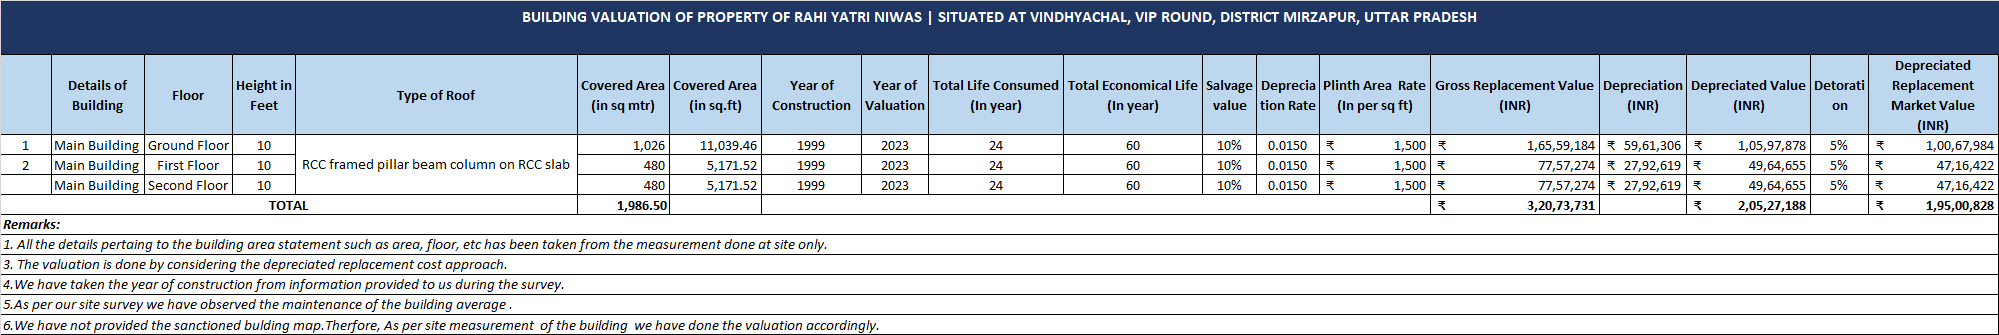 BUILDING VALUATION OF PROPERTY OF RAHI YATRI NIWAS | SITUATED AT VINDHYACHAL, VIP ROUND, DISTRICT MIRZAPUR, UTTAR PRADESH
Details of Building | Floor | Height in Feet | Type of Roof | Covered Area (in sq mtr) | Covered Area (in sq.ft) | Year of Construction | Year of Valuation | Total Life Consumed (In year) | Total Economical Life (In year) | Salvage value | Deprecia tion Rate | Plinth Area Rate (In per sq ft) | Gross Replacement Value (INR) | Depreciation (INR) | Depreciated Value (INR) | Detorati on | Depreciated Replacement Market Value (INR)
1 | Main Building | Ground Floor | 10 | RCC framed pillar beam column on RCC slab | 1,026 | 11,039.46 | 1999 | 2023 | 24 | 60 | 10% | 0.0150 | ₹ 1,500 | ₹ 1,65,59,184 | ₹ 59,61,306 | ₹ 1,05,97,878 | 5% | ₹ 1,00,67,984
2 | Main Building | First Floor | 10 | 480 | 5,171.52 | 1999 | 2023 | 24 | 60 | 10% | 0.0150 | ₹ 1,500 | ₹ 77,57,274 | ₹ 27,92,619 | ₹ 49,64,655 | 5% | ₹ 47,16,422
Main Building | Second Floor | 10 | 480 | 5,171.52 | 1999 | 2023 | 24 | 60 | 10% | 0.0150 | ₹ 1,500 | ₹ 77,57,274 | ₹ 27,92,619 | ₹ 49,64,655 | 5% | ₹ 47,16,422
TOTAL | 1,986.50 | ₹ 3,20,73,731 | ₹ 2,05,27,188 | ₹ 1,95,00,828
Remarks:
1. All the details pertaing to the building area statement such as area, floor, etc has been taken from the measurement done at site only.
3. The valuation is done by considering the depreciated replacement cost approach.
4.We have taken the year of construction from information provided to us during the survey.
5.As per our site survey we have observed the maintenance of the building average .
6.We have not provided the sanctioned bulding map.Therfore, As per site measurement of the building we have done the valuation accordingly.